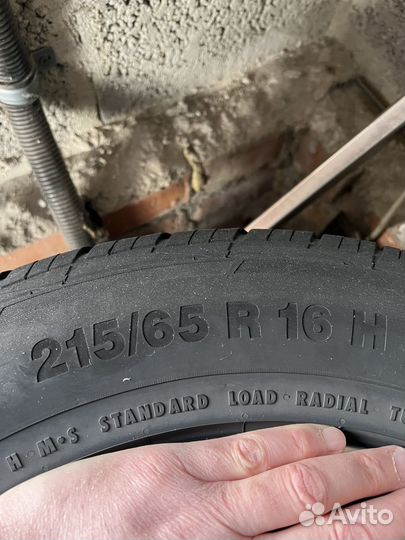 215/65 R 16 H
H·M·S STANDARD LOAD·RADIAL
Avito